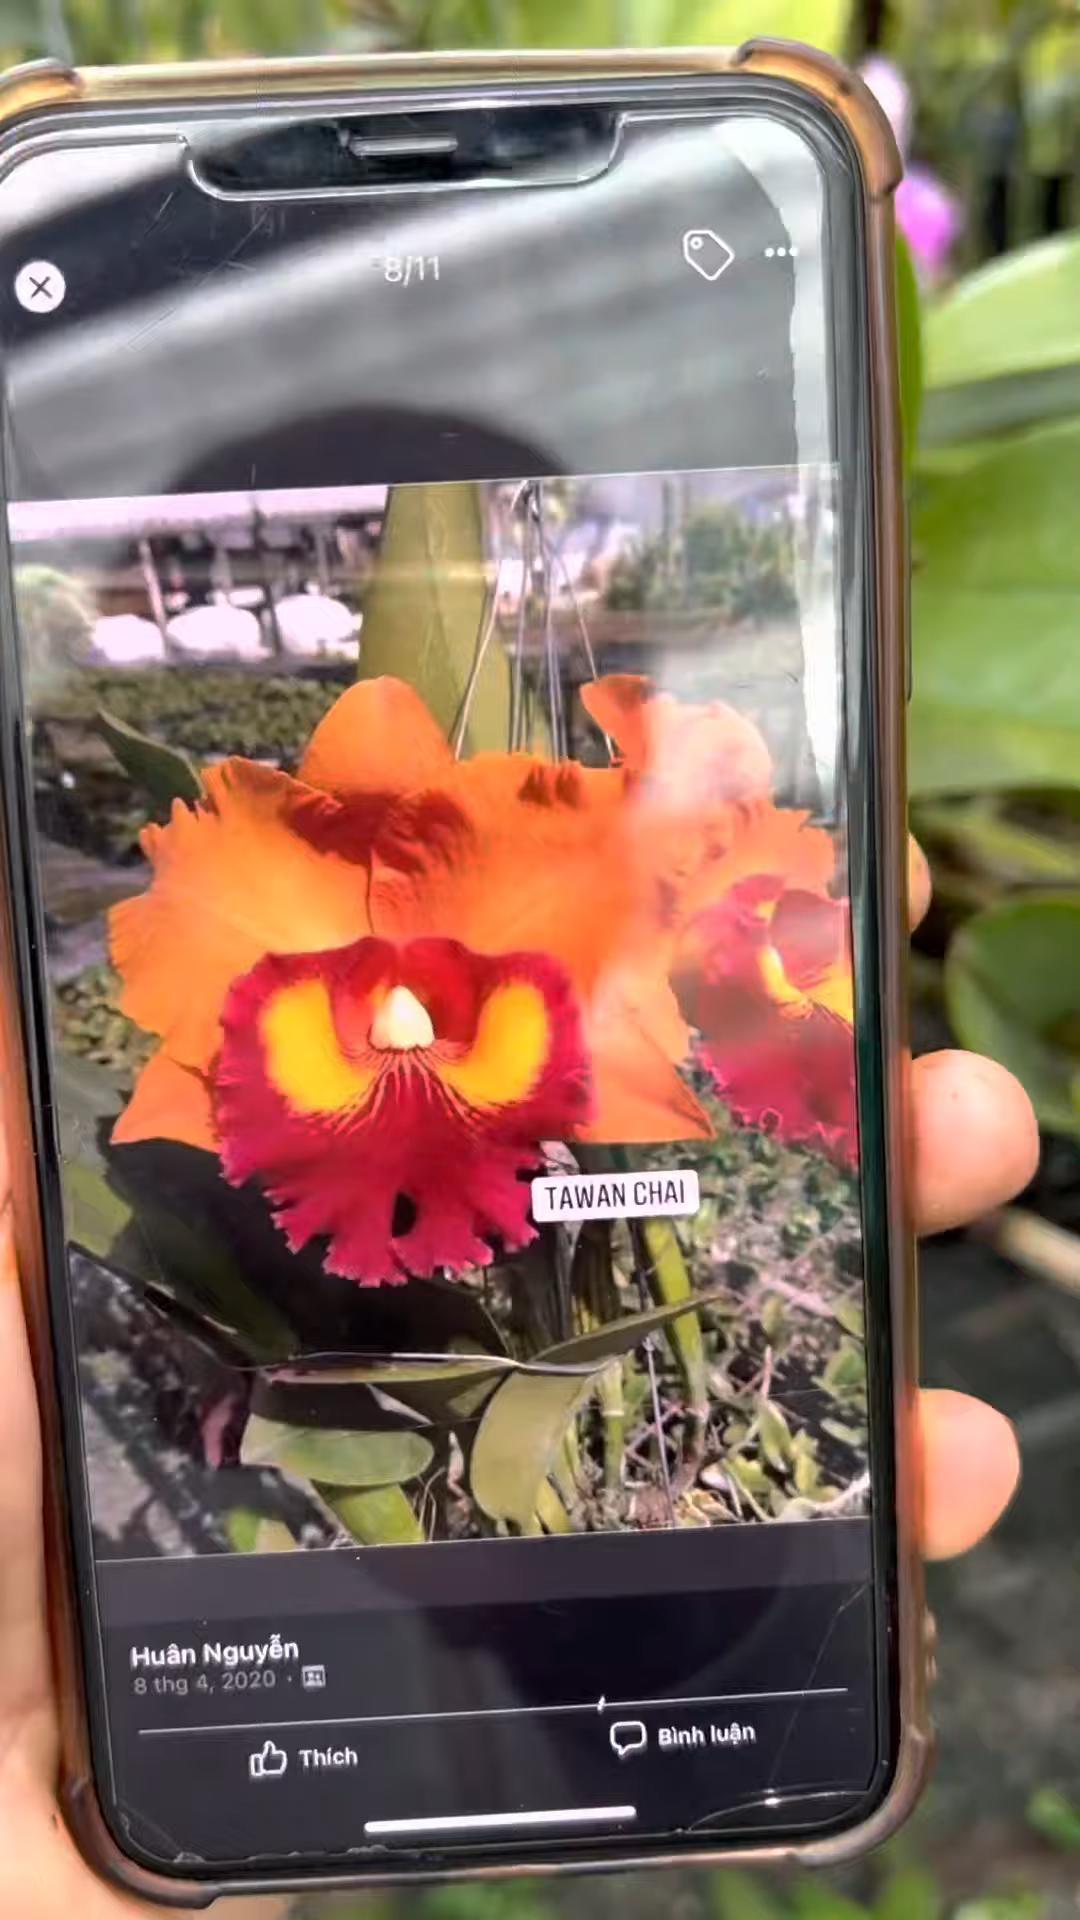 8/11
TAWAN CHAI
Huân Nguyễn
8 thg 4, 2020 ·
Thích
Bình luận